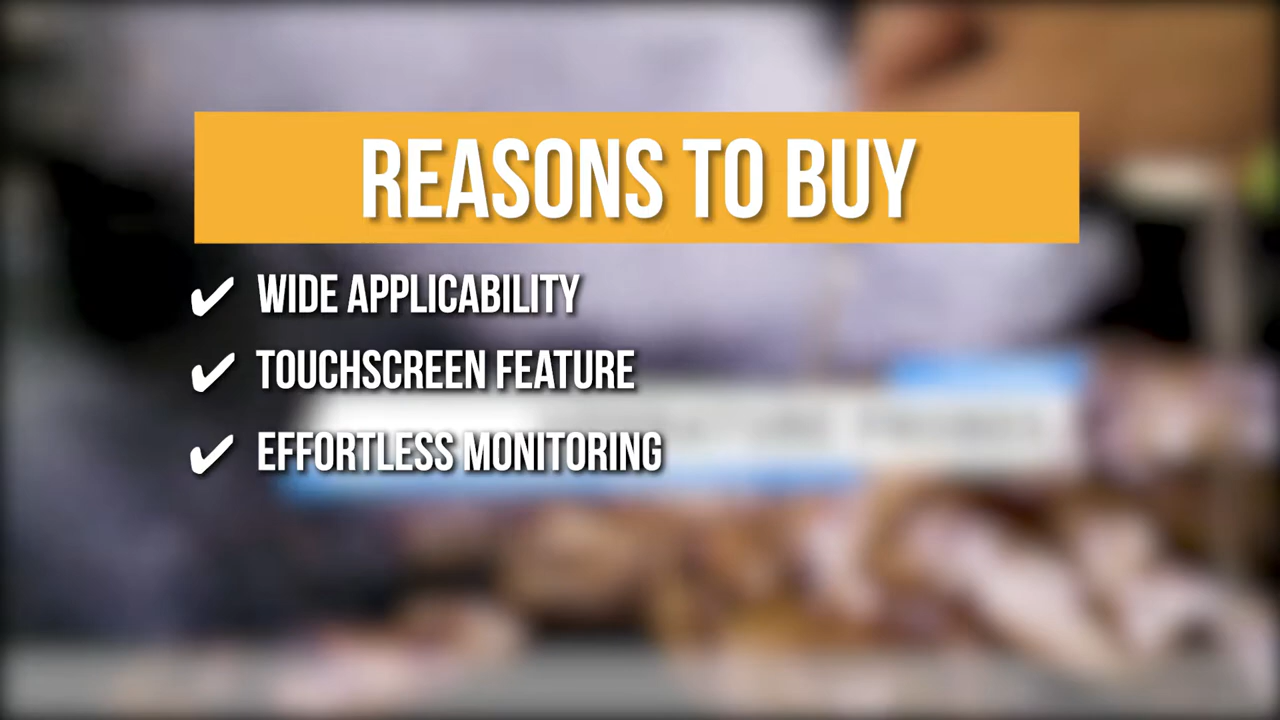 REASONS TO BUY
✔ WIDE APPLICABILITY
✔ TOUCHSCREEN FEATURE
✔ EFFORTLESS MONITORING